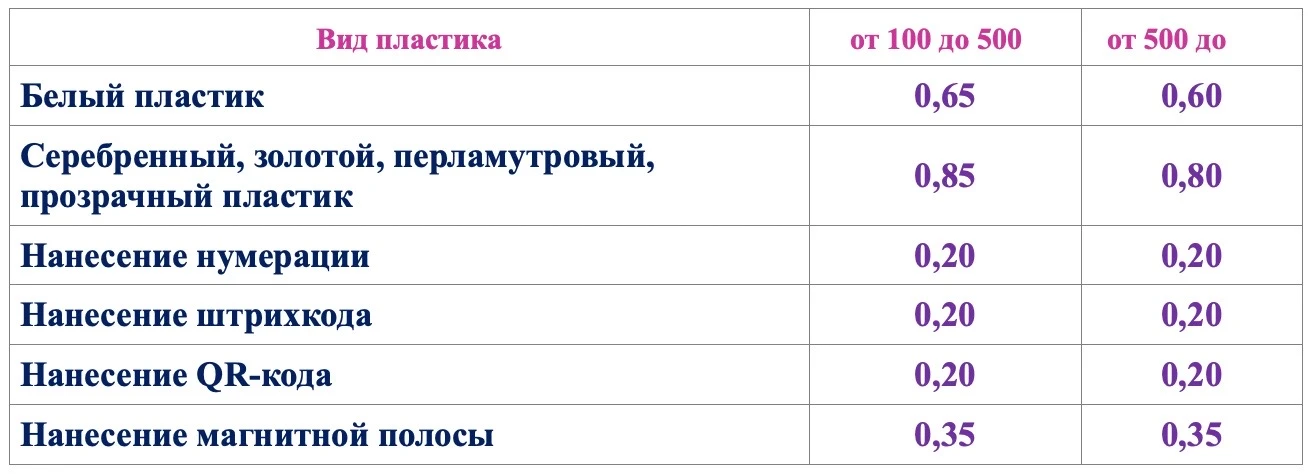 Вид пластика от 100 до 500 от 500 до
Белый пластик 0,65 0,60
Серебренный, золотой, перламутровый,
прозрачный пластик 0,85 0,80
Нанесение нумерации 0,20 0,20
Нанесение штрихкода 0,20 0,20
Нанесение QR-кода 0,20 0,20
Нанесение магнитной полосы 0,35 0,35